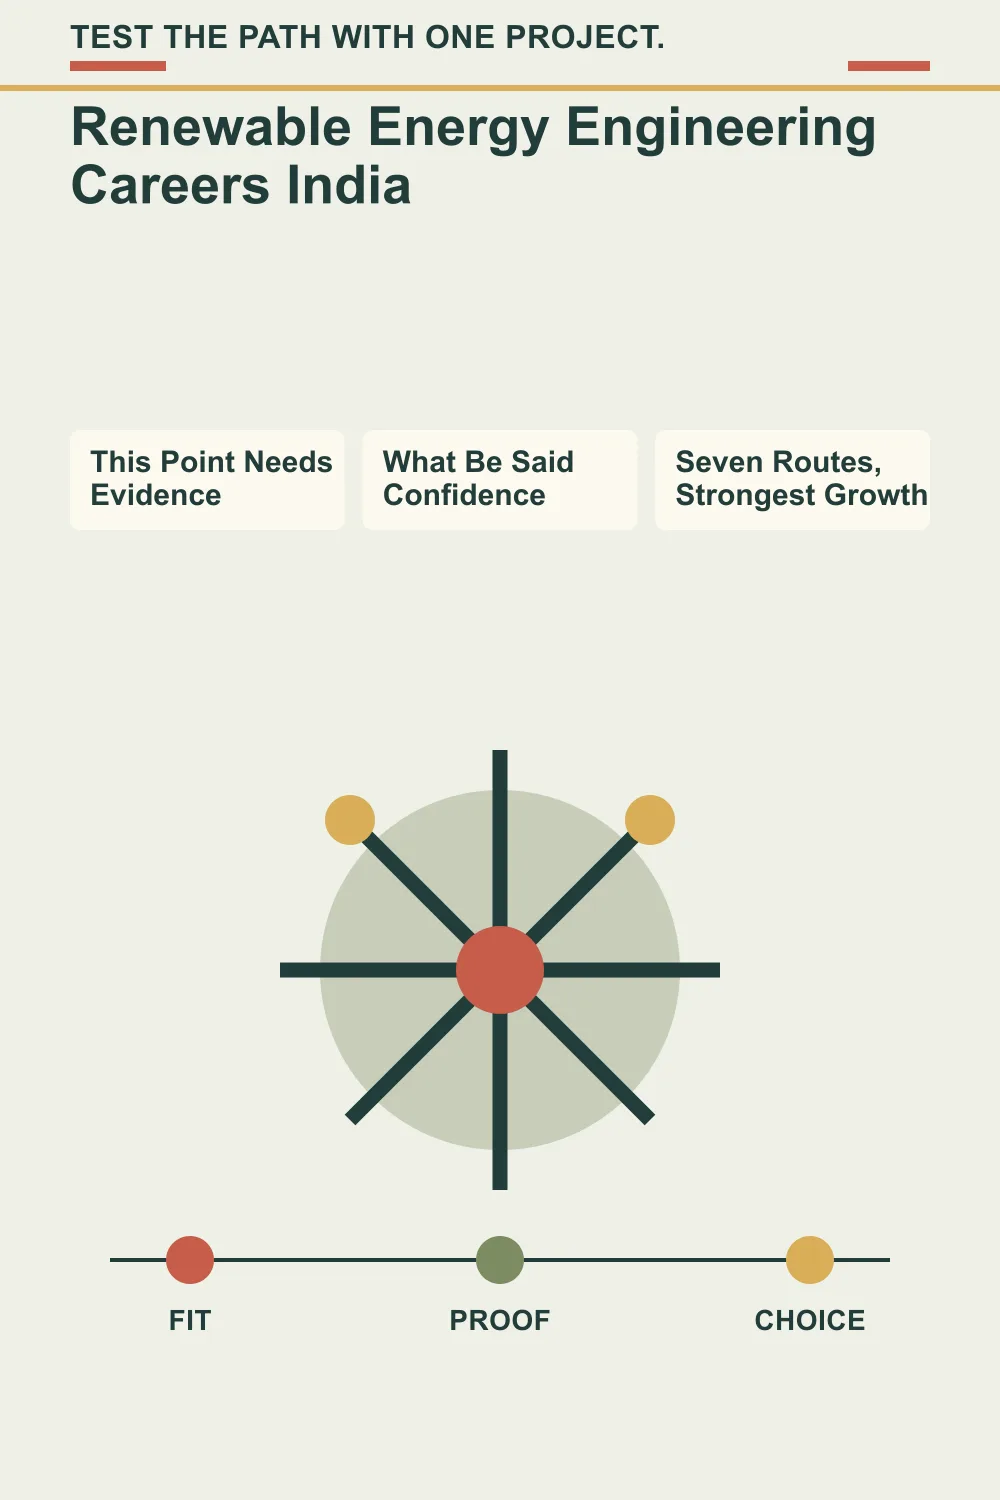 TEST THE PATH WITH ONE PROJECT.
Renewable Energy Engineering
Careers India
This Point Needs
Evidence
What Be Said
Confidence
Seven Routes,
Strongest Growth
FIT
PROOF
CHOICE